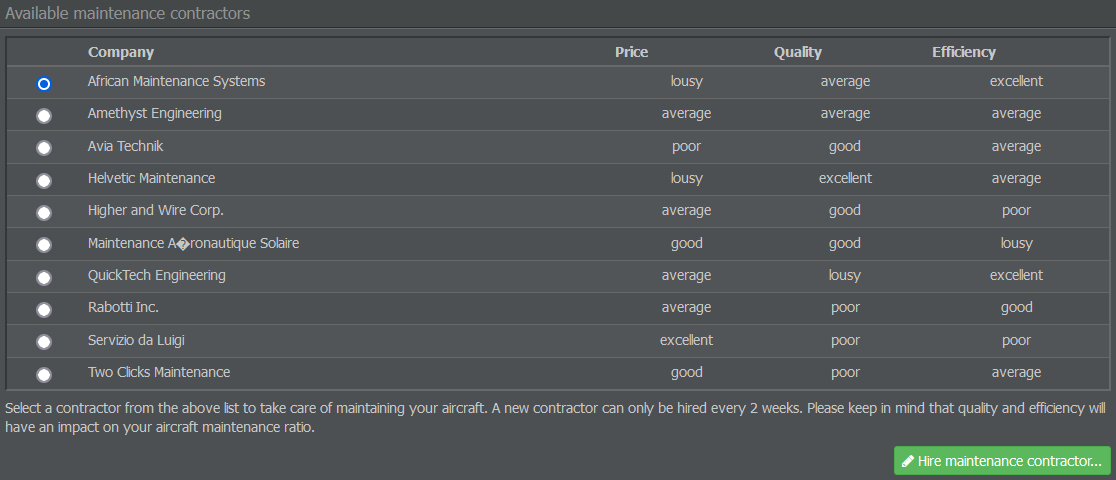 Available maintenance contractors
Company Price Quality Efficiency
African Maintenance Systems lousy average excellent
Amethyst Engineering average average average
Avia Technik poor good average
Helvetic Maintenance lousy excellent average
Higher and Wire Corp. average good poor
Maintenance A�ronautique Solaire good good lousy
QuickTech Engineering average lousy excellent
Rabotti Inc. average poor good
Servizio da Luigi excellent poor poor
Two Clicks Maintenance good poor average
Select a contractor from the above list to take care of maintaining your aircraft. A new contractor can only be hired every 2 weeks. Please keep in mind that quality and efficiency will
have an impact on your aircraft maintenance ratio.
Hire maintenance contractor...